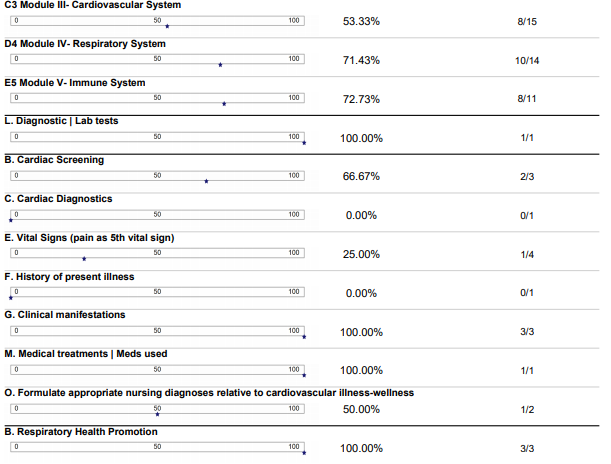 C3 Module III- Cardiovascular System
0 50 100 53.33% 8/15
D4 Module IV- Respiratory System
0 50 100 71.43% 10/14
E5 Module V- Immune System
0 50 100 72.73% 8/11
L. Diagnostic | Lab tests
0 50 100 100.00% 1/1
B. Cardiac Screening
0 50 100 66.67% 2/3
C. Cardiac Diagnostics
0 50 100 0.00% 0/1
E. Vital Signs (pain as 5th vital sign)
0 50 100 25.00% 1/4
F. History of present illness
0 50 100 0.00% 0/1
G. Clinical manifestations
0 50 100 100.00% 3/3
M. Medical treatments | Meds used
0 50 100 100.00% 1/1
O. Formulate appropriate nursing diagnoses relative to cardiovascular illness-wellness
0 50 100 50.00% 1/2
B. Respiratory Health Promotion
0 50 100 100.00% 3/3